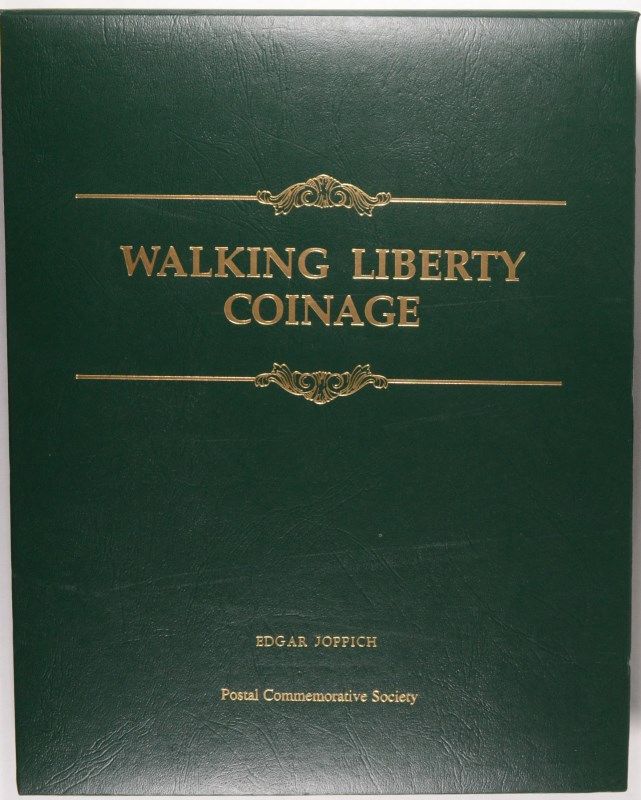 WALKING LIBERTY
COINAGE
EDGAR JOPPICH
Postal Commemorative Society